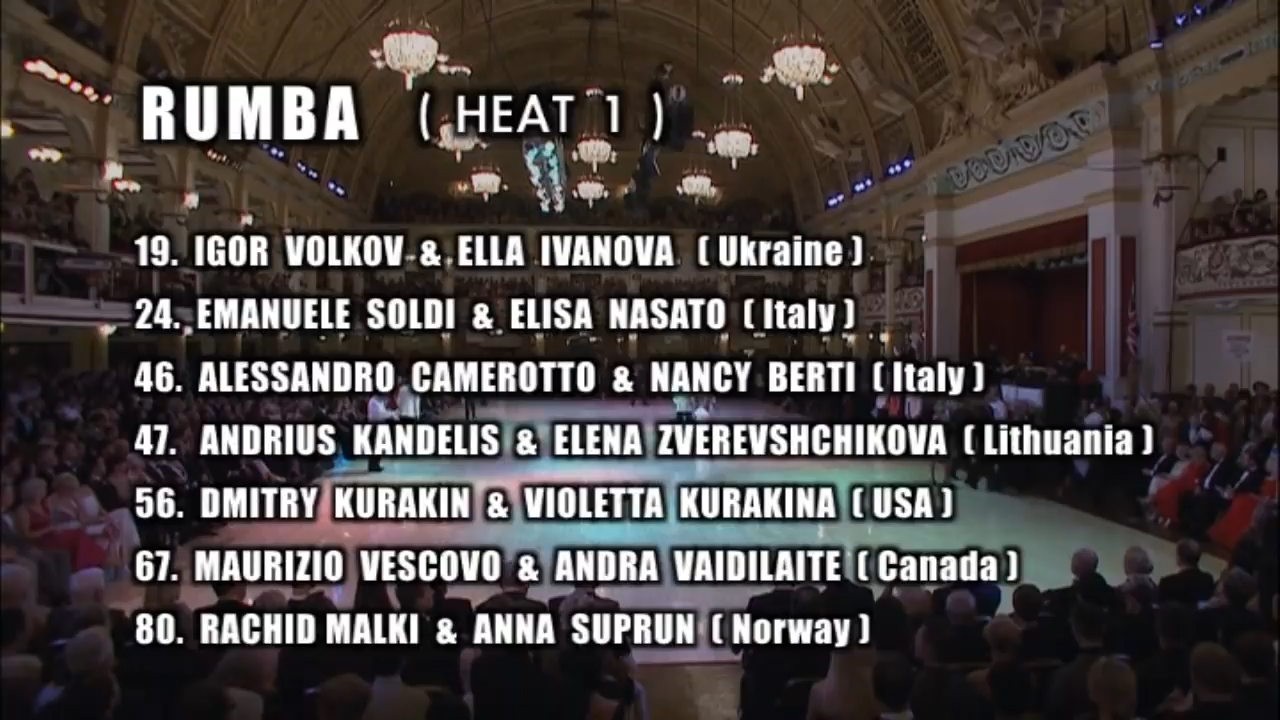 RUMBA ( HEAT 1 )
19. IGOR VOLKOV & ELLA IVANOVA ( Ukraine )
24. EMANUELE SOLDI & ELISA NASATO ( Italy )
46. ALESSANDRO CAMEROTTO & NANCY BERTI ( Italy )
47. ANDRIUS KANDELIS & ELENA ZVEREVSHCHIKOVA ( Lithuania )
56. DMITRY KURAKIN & VIOLETTA KURAKINA ( USA )
67. MAURIZIO VESCOVO & ANDRA VAIDILAITE ( Canada )
80. RACHID MALKI & ANNA SUPRUN ( Norway )